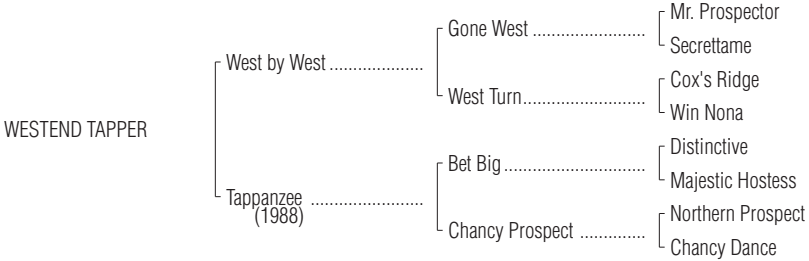 Mr. Prospector
Gone West ........................
Secrettame
West by West ....................
Cox's Ridge
West Turn..........................
Win Nona
WESTEND TAPPER
Distinctive
Bet Big..............................
Majestic Hostess
Tappanzee ........................
(1988)
Northern Prospect
Chancy Prospect ..............
Chancy Dance